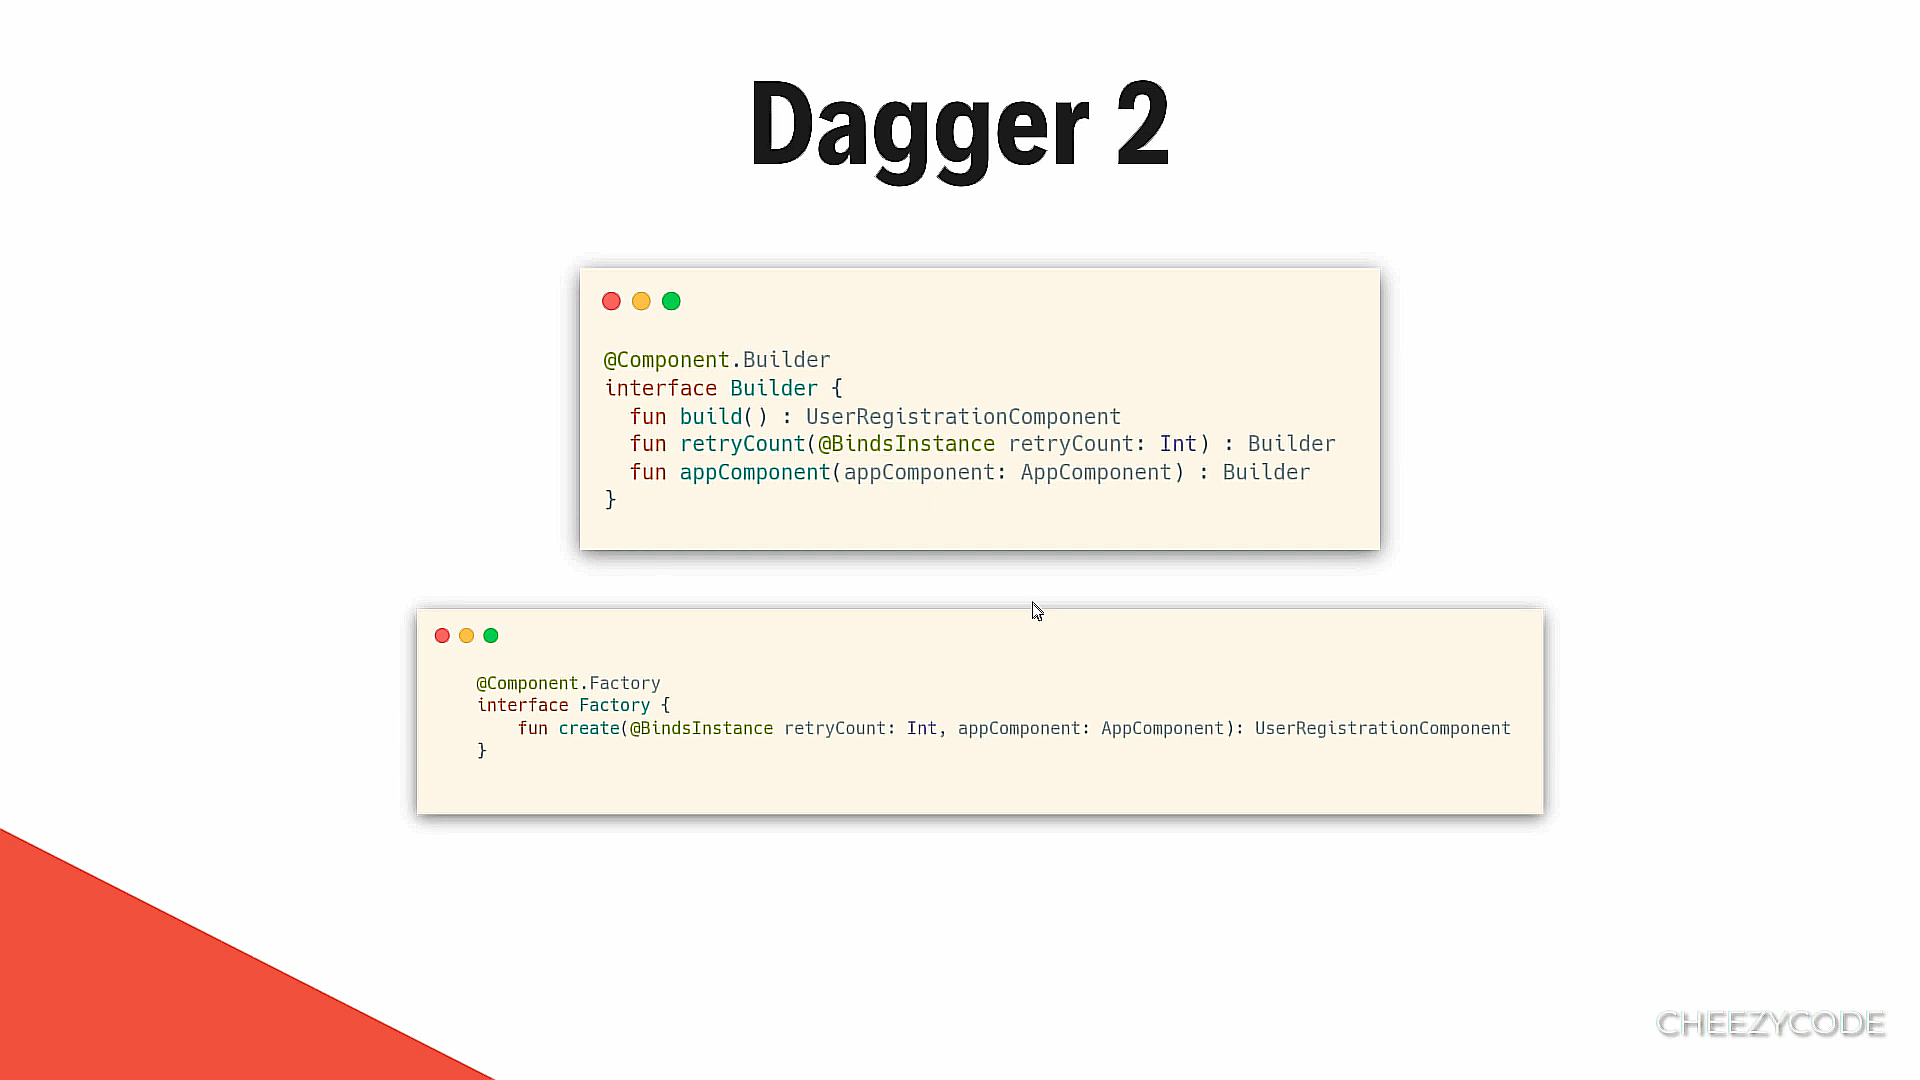 Dagger 2
@Component.Builder
interface Builder {
  fun build() : UserRegistrationComponent
  fun retryCount(@BindsInstance retryCount: Int) : Builder
  fun appComponent(appComponent: AppComponent) : Builder
}
@Component.Factory
interface Factory {
    fun create(@BindsInstance retryCount: Int, appComponent: AppComponent): UserRegistrationComponent
}
CHEEZYCODE